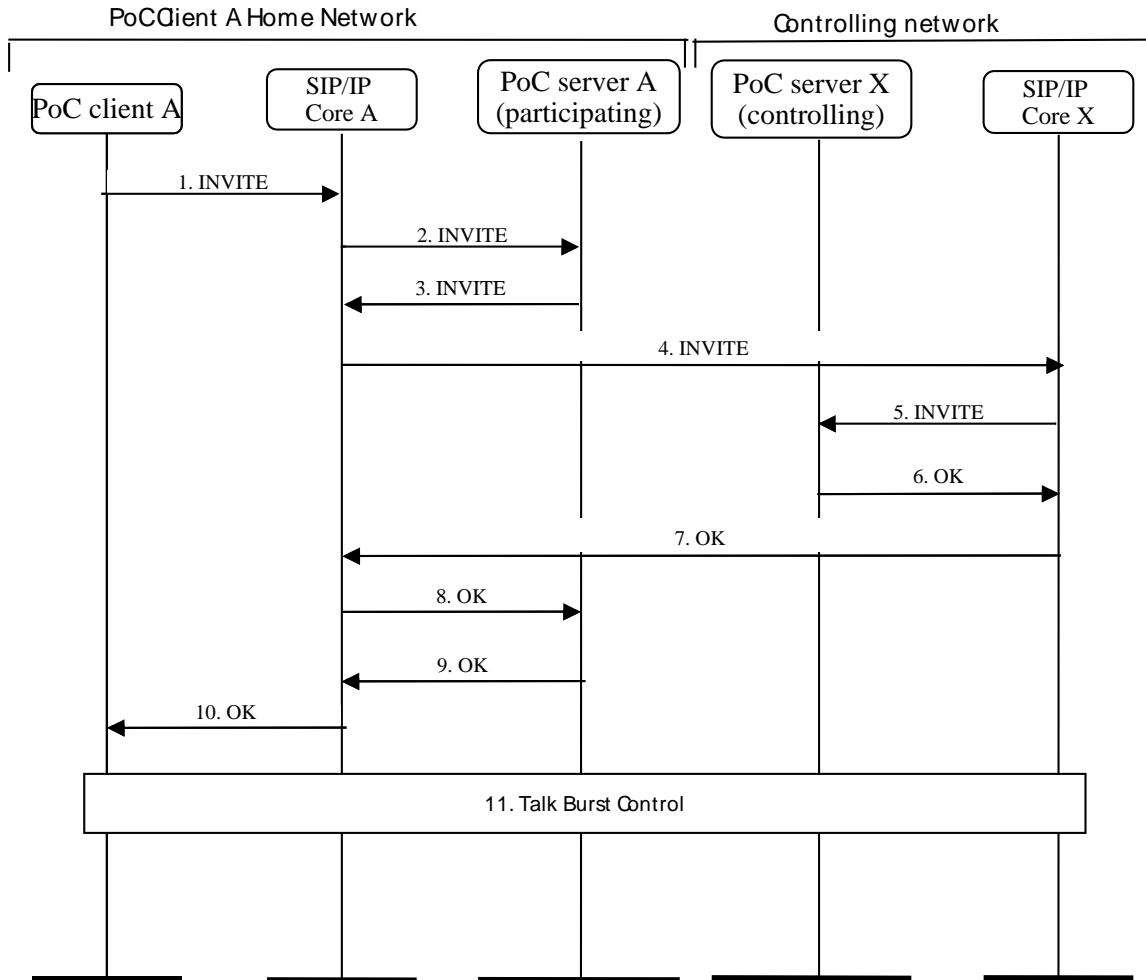 PoCClient A Home Network
Controlling network
PoC client A
SIP/IP
Core A
PoC server A
(participating)
PoC server X
(controlling)
SIP/IP
Core X
1. INVITE
2. INVITE
3. INVITE
4. INVITE
5. INVITE
6. OK
7. OK
8. OK
9. OK
10. OK
11. Talk Burst Control